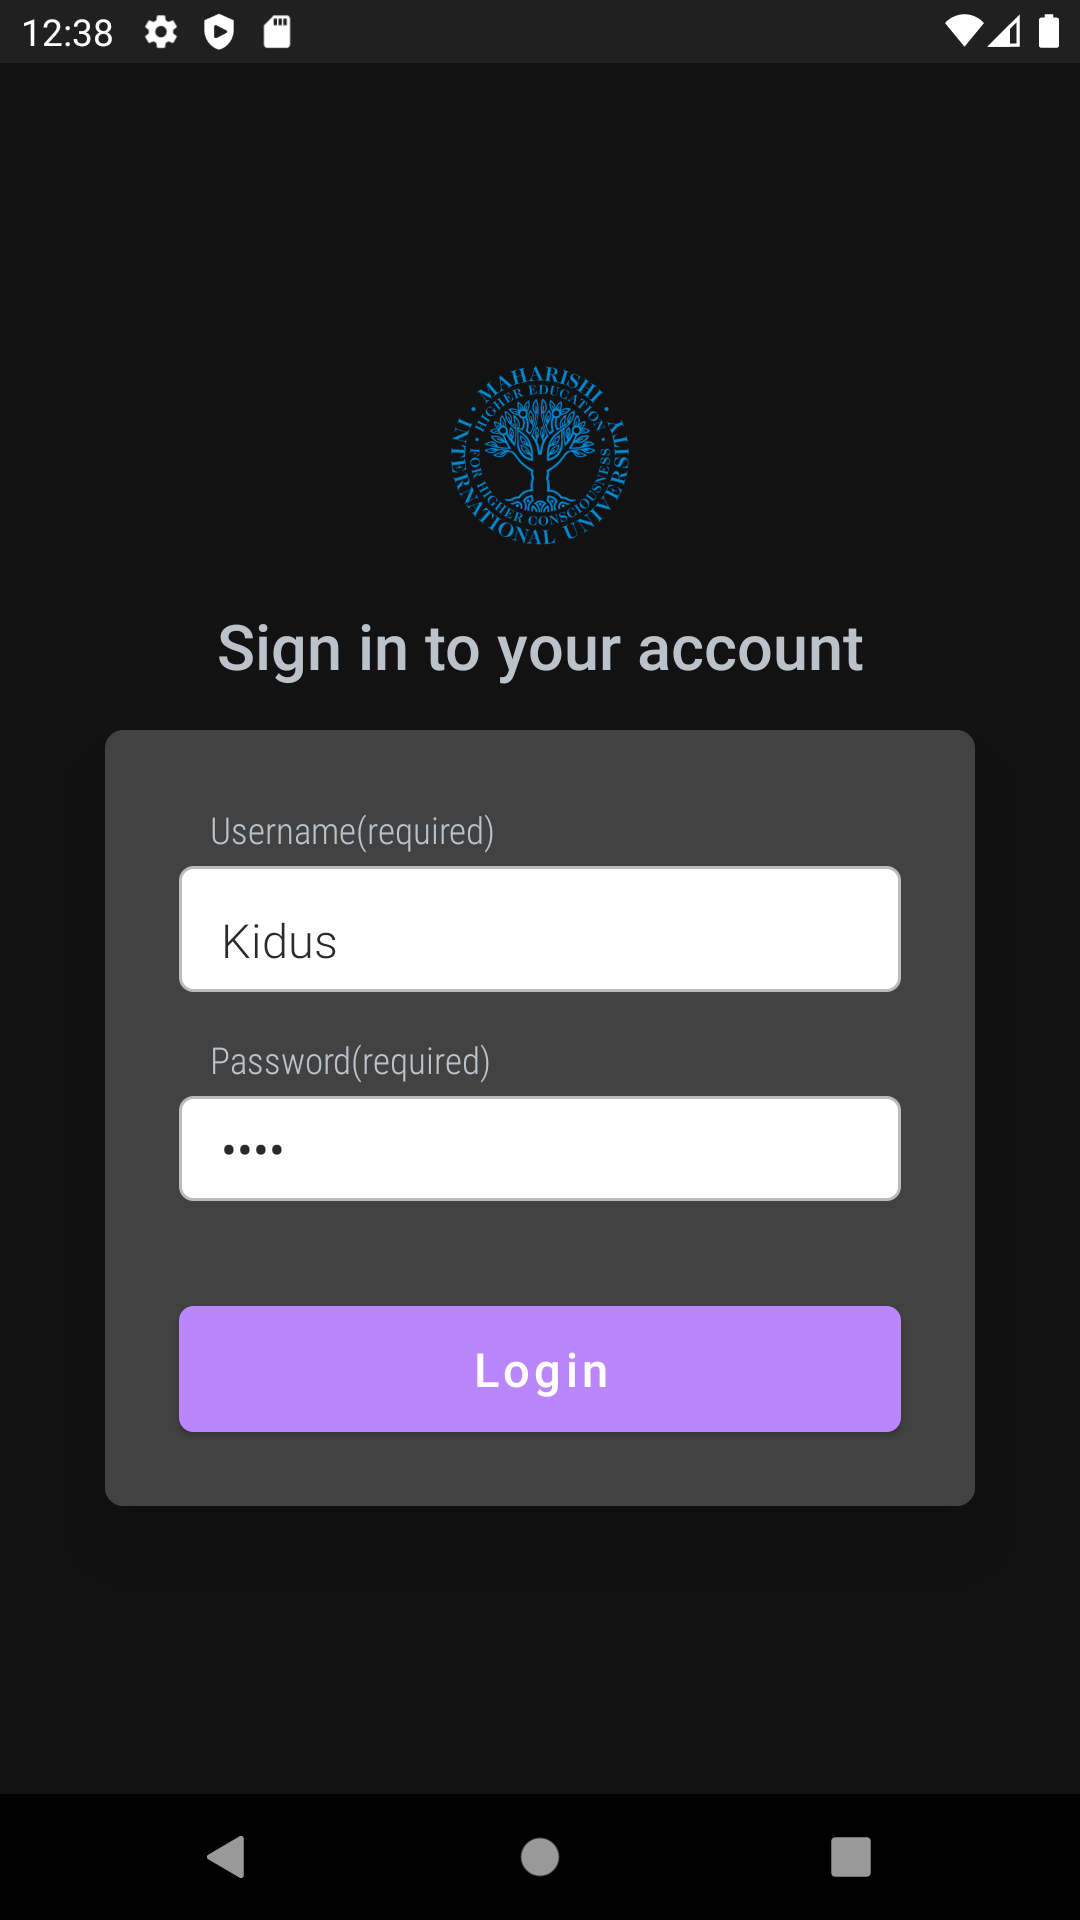 12:38
· MAHARISHI ·
INTERNATIONAL UNIVERSITY
· HIGHER EDUCATION ·
FOR HIGHER CONSCIOUSNESS
Sign in to your account
Username(required)
Kidus
Password(required)
••••
Login